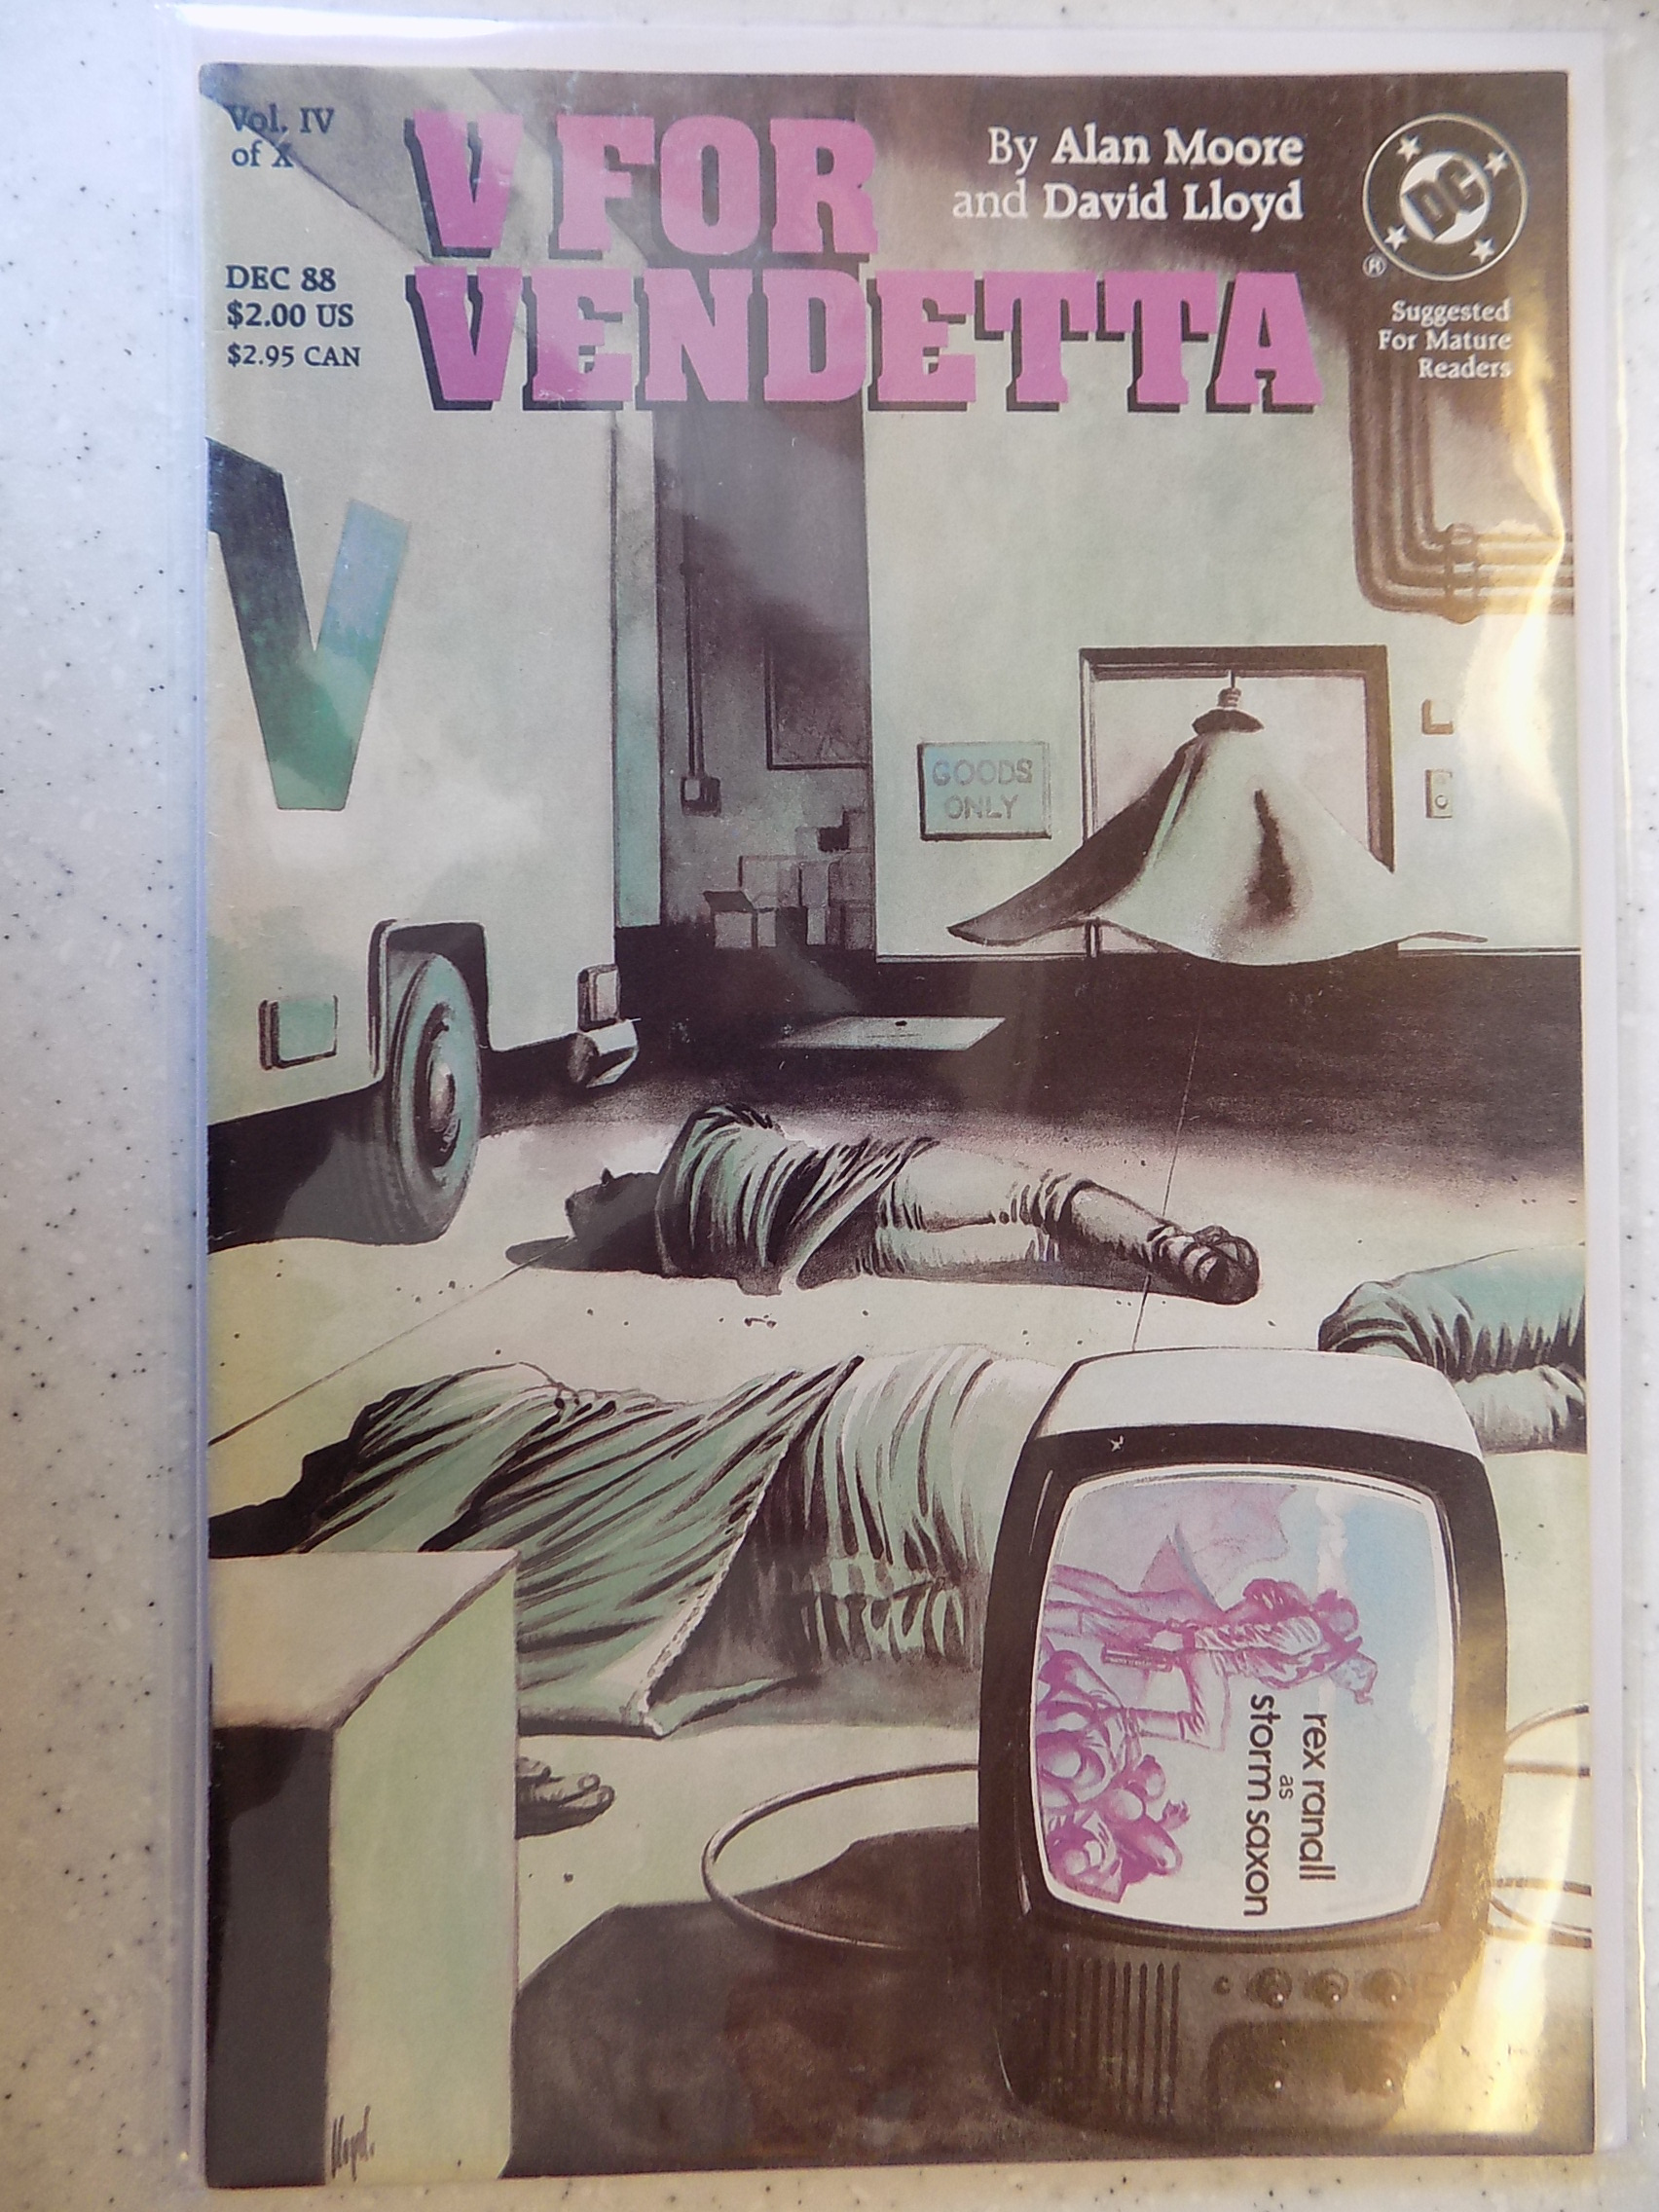 Vol. IV
of X
DEC 88
$2.00 US
$2.95 CAN
V FOR
VENDETTA
By Alan Moore
and David Lloyd
DC
®
Suggested
For Mature
Readers
V
GOODS
ONLY
rex ranall
as
storm saxon
Lloyd.